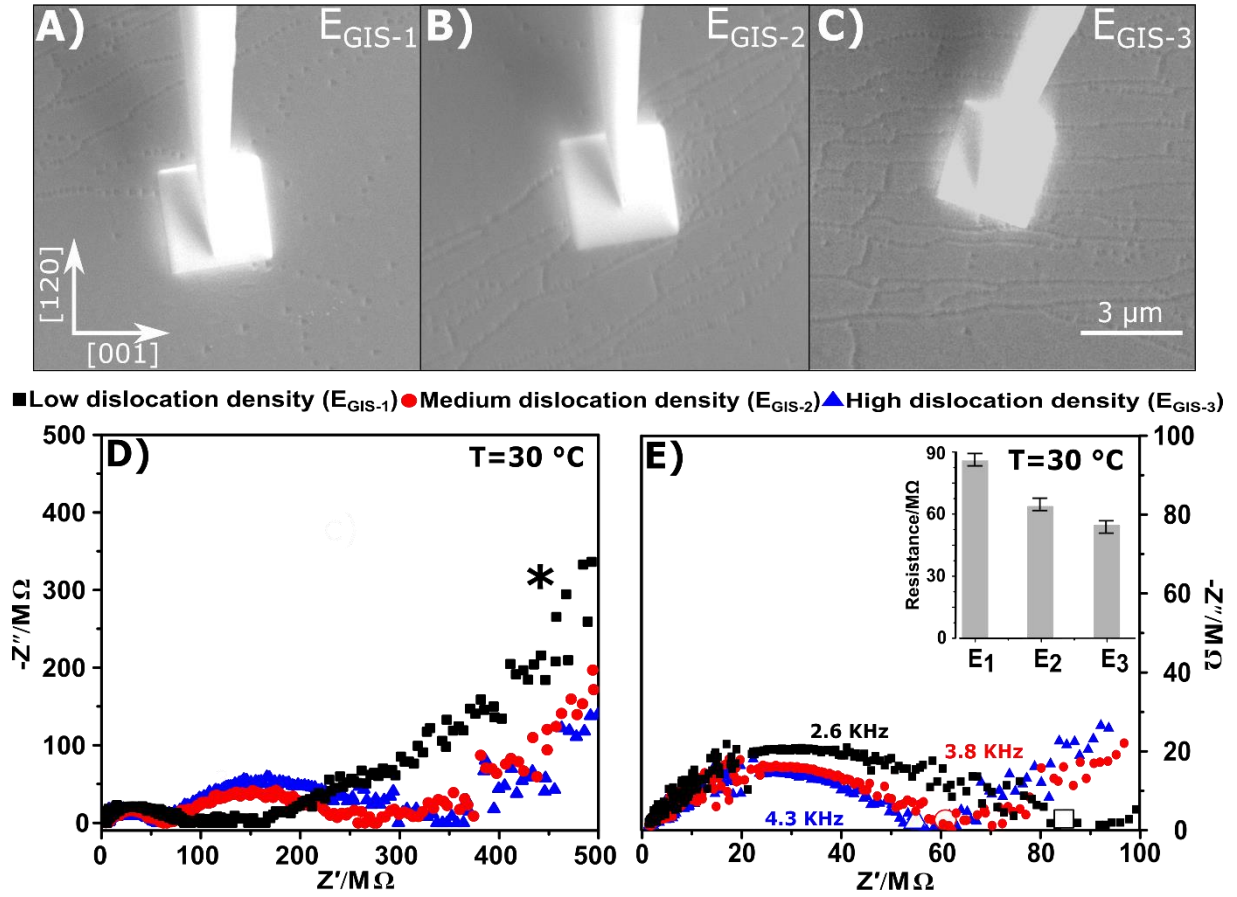 A) E_GIS-1 B) E_GIS-2 C) E_GIS-3
[120]
[001]
3 µm
■Low dislocation density (E_GIS-1) ●Medium dislocation density (E_GIS-2) ▲High dislocation density (E_GIS-3)
D) T=30 °C
500
400
300
200
100
0
-Z″/MΩ
*
c)
0 100 200 300 400 500
Z′/MΩ
E) T=30 °C
90
60
30
0
Resistance/MΩ
E1 E2 E3
2.6 KHz
3.8 KHz
4.3 KHz
100
80
60
40
20
0
-Z″/MΩ
0 20 40 60 80 100
Z′/MΩ